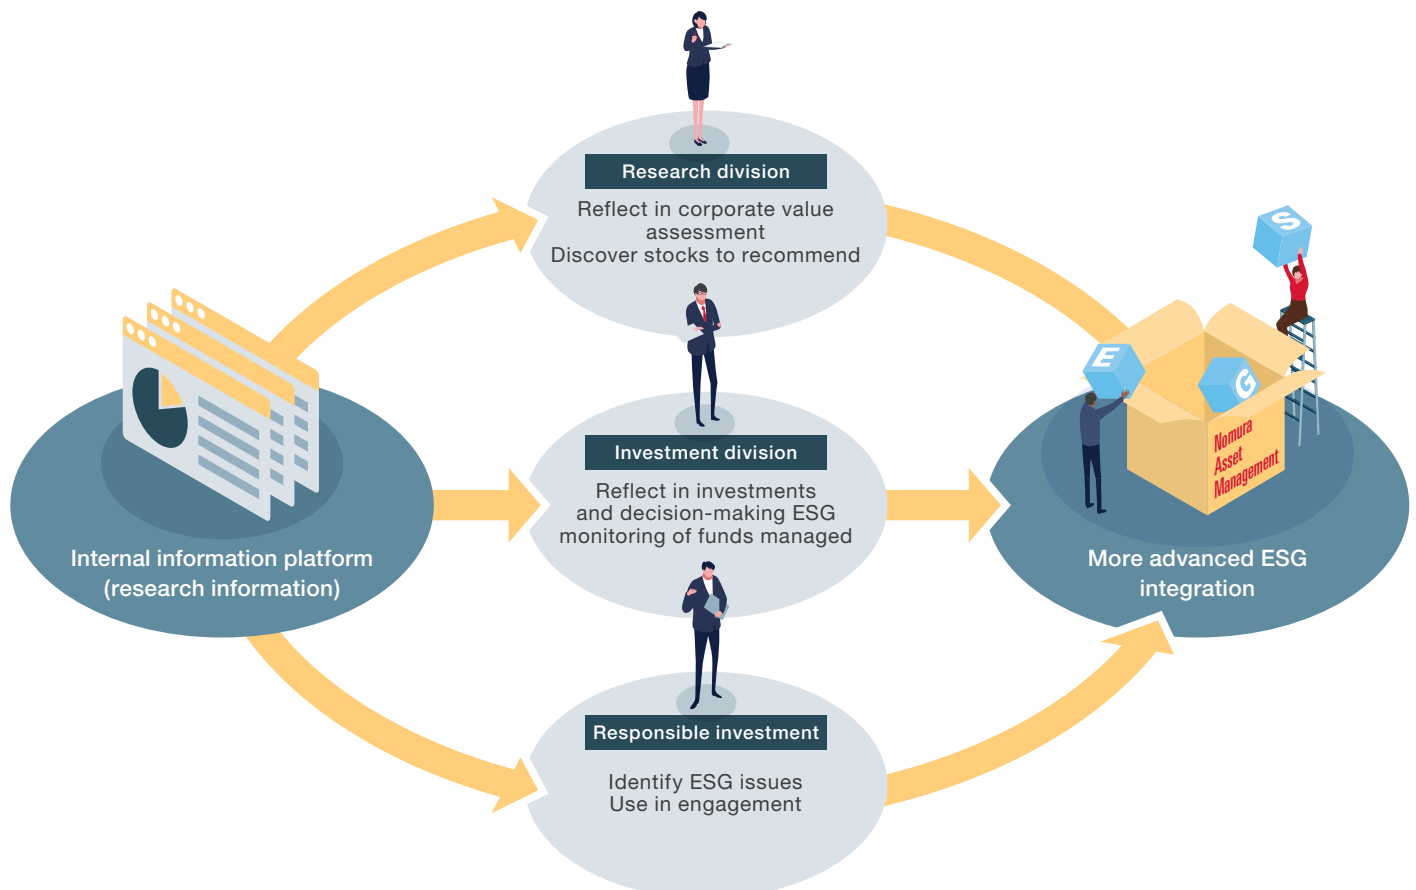 Research division
Reflect in corporate value
assessment
Discover stocks to recommend
Internal information platform
(research information)
Investment division
Reflect in investments
and decision-making ESG
monitoring of funds managed
Responsible investment
Identify ESG issues
Use in engagement
S
E
G
Nomura
Asset
Management
More advanced ESG
integration